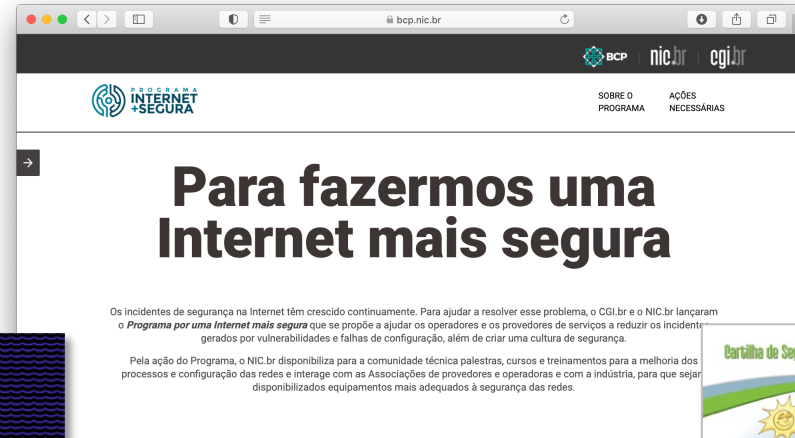 bcp.nic.br
BCP nic.br cgi.br
PROGRAMA
INTERNET
+SEGURA
SOBRE O
PROGRAMA
AÇÕES
NECESSÁRIAS
Para fazermos uma
Internet mais segura
Os incidentes de segurança na Internet têm crescido continuamente. Para ajudar a resolver esse problema, o CGI.br e o NIC.br lançaram
o Programa por uma Internet mais segura que se propõe a ajudar os operadores e os provedores de serviços a reduzir os
gerados por vulnerabilidades e falhas de configuração, além de criar uma cultura de segurança.
Pela ação do Programa, o NIC.br disponibiliza para a comunidade técnica palestras, cursos e treinamentos para a melhoria dos
processos e configuração das redes e interage com as Associações de provedores e operadoras e com a indústria, para que
disponibilizados equipamentos mais adequados à segurança das redes.
Cartilha de